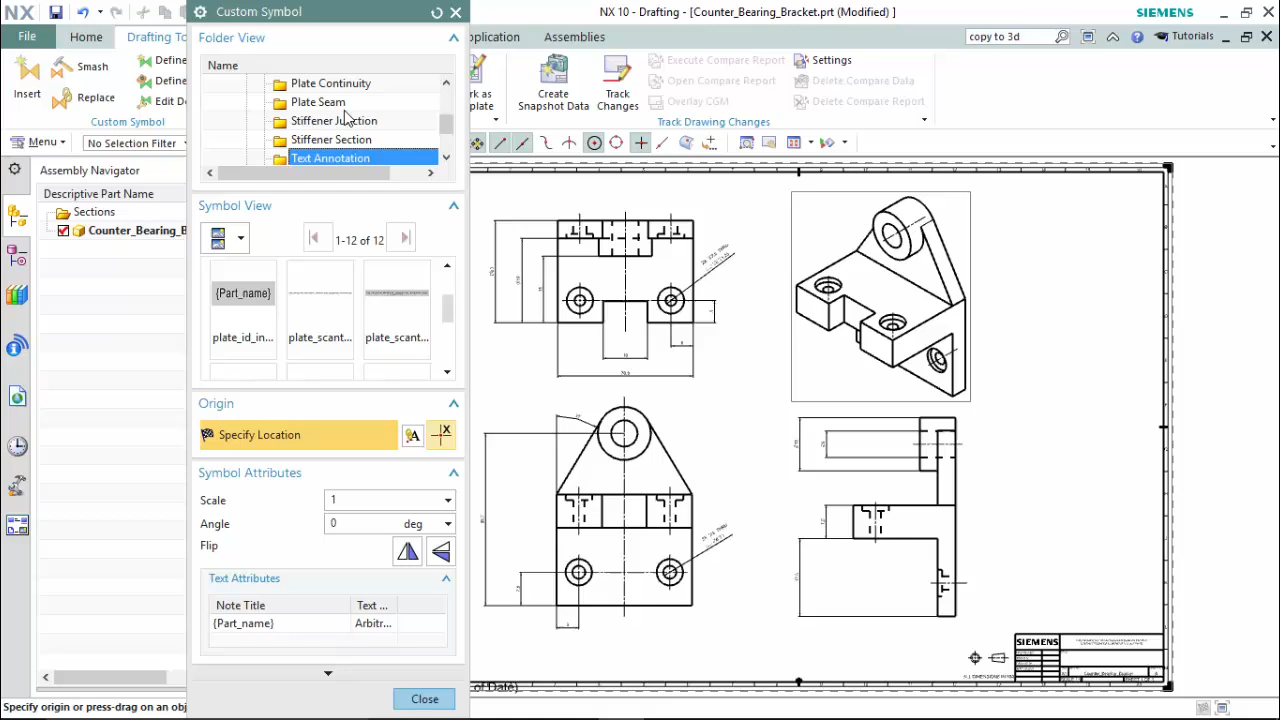 NX
Custom Symbol
NX 10 - Drafting - [Counter_Bearing_Bracket.prt (Modified) ]
SIEMENS
File
Home
Drafting To
pplication
Assemblies
copy to 3d
Tutorials
Folder View
Name
Plate Continuity
Plate Seam
Stiffener Junction
Stiffener Section
Text Annotation
Insert
Sm
Replace
Define
Define
Edit D
Custom Symbol
Create
Snapshot Data
Track
Changes
Execute Compare Report
Open Compare Report
Overlay CGM
Settings
Delete Compare Data
Delete Compare Report
Track Drawing Changes
Menu
No Selection Filter
Assembly Navigator
Descriptive Part Name
Sections
Counter_Bearing_B
Symbol View
1-12 of 12
{Part_name}
plate_id_in...
plate_scant...
plate_scant...
Origin
Specify Location
Symbol Attributes
Scale
1
Angle
0
deg
Flip
Text Attributes
Note Title
Text ...
{Part_name}
Arbitr...
Close
of Date)
SIEMENS
Counter_Bearing_Bracket
Specify origin or press-drag on an obj